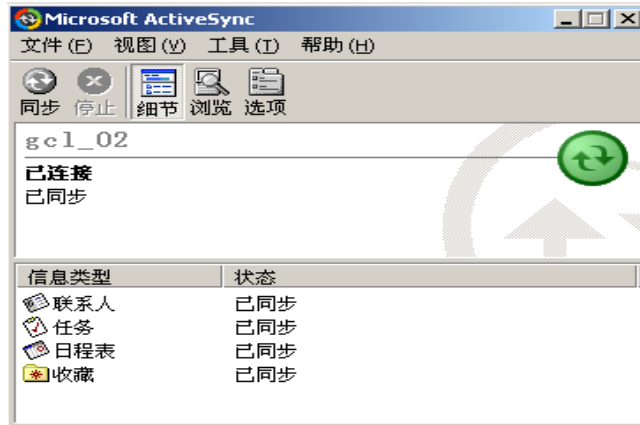 Microsoft ActiveSync
文件(F) 视图(V) 工具(T) 帮助(H)
同步 停止 细节 浏览 选项
gcl_02
已连接
已同步
信息类型 状态
联系人 已同步
任务 已同步
日程表 已同步
收藏 已同步